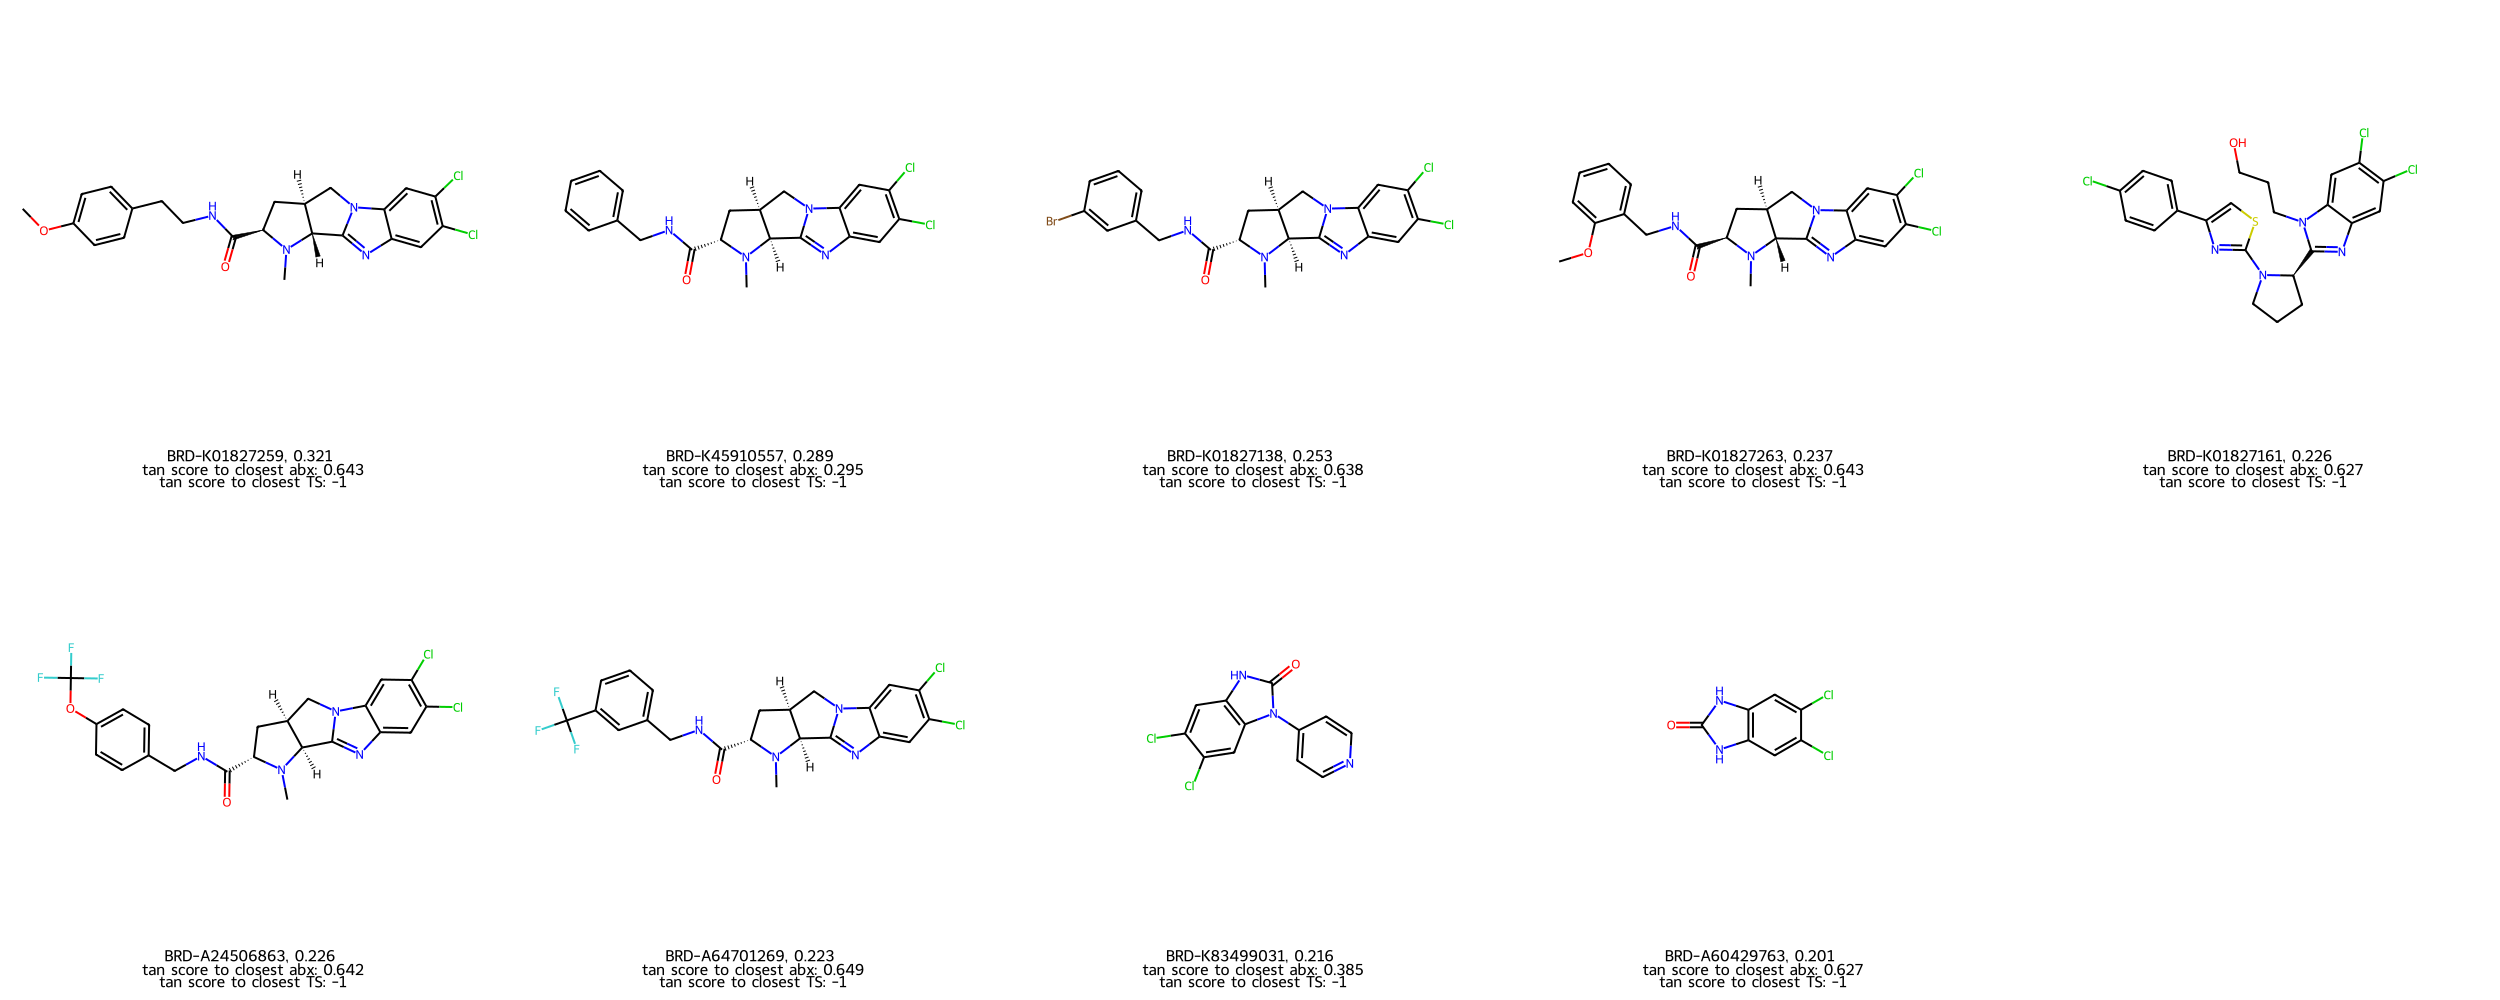 BRD-K01827259, 0.321
tan score to closest abx: 0.643
tan score to closest TS: -1
BRD-K45910557, 0.289
tan score to closest abx: 0.295
tan score to closest TS: -1
BRD-K01827138, 0.253
tan score to closest abx: 0.638
tan score to closest TS: -1
BRD-K01827263, 0.237
tan score to closest abx: 0.643
tan score to closest TS: -1
BRD-K01827161, 0.226
tan score to closest abx: 0.627
tan score to closest TS: -1
BRD-A24506863, 0.226
tan score to closest abx: 0.642
tan score to closest TS: -1
BRD-A64701269, 0.223
tan score to closest abx: 0.649
tan score to closest TS: -1
BRD-K83499031, 0.216
tan score to closest abx: 0.385
tan score to closest TS: -1
BRD-A60429763, 0.201
tan score to closest abx: 0.627
tan score to closest TS: -1